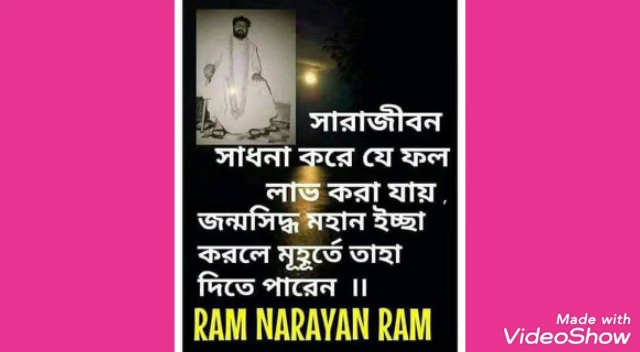 সারাজীবন
সাধনা করে যে ফল
লাভ করা যায় ,
জন্মসিদ্ধ মহান ইচ্ছা
করলে মূহূর্তে তাহা
দিতে পারেন ।।
RAM NARAYAN RAM
Made with
VideoShow